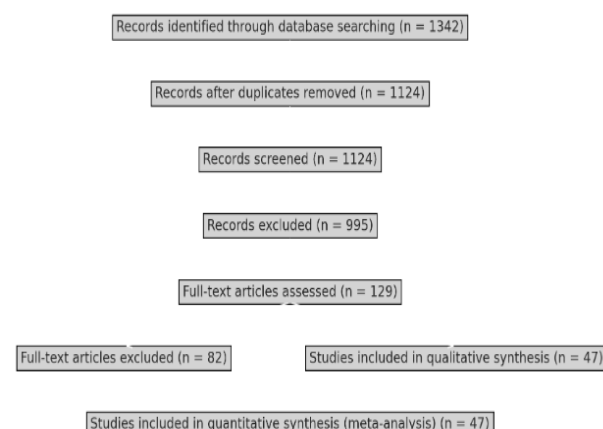 Records identified through database searching (n = 1342)
Records after duplicates removed (n = 1124)
Records screened (n = 1124)
Records excluded (n = 995)
Full-text articles assessed (n = 129)
Full-text articles excluded (n = 82)
Studies included in qualitative synthesis (n = 47)
Studies included in quantitative synthesis (meta-analysis) (n = 47)